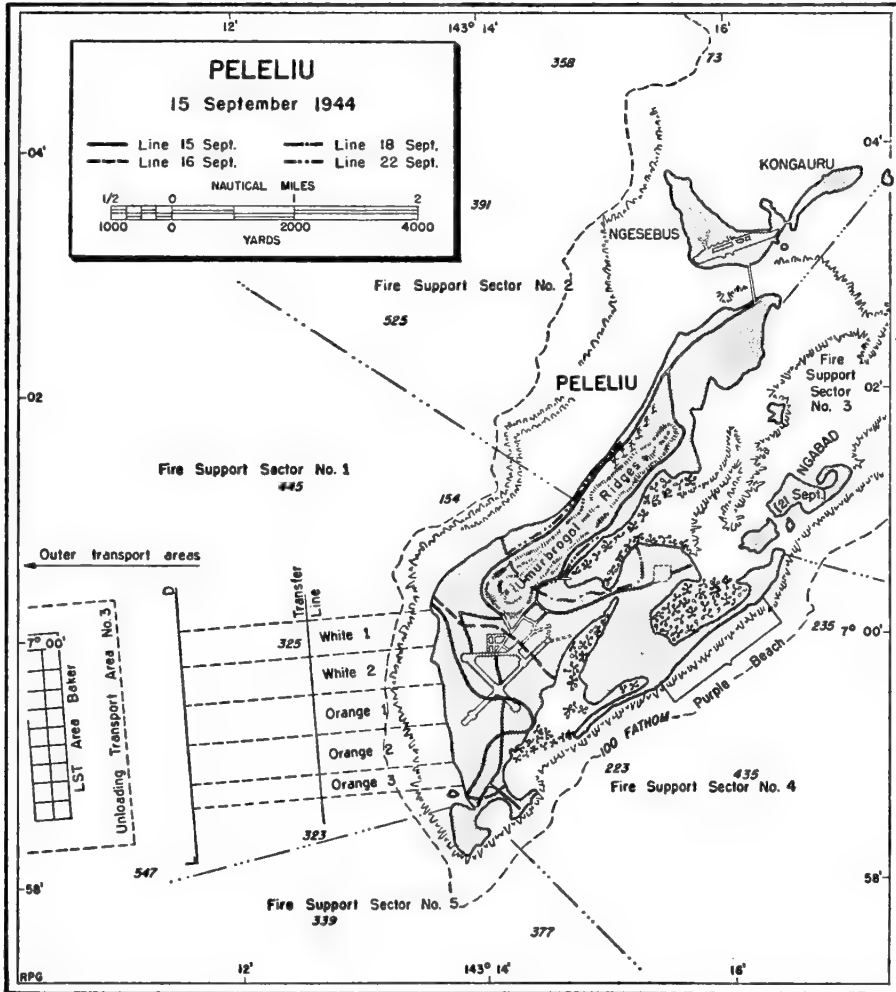 12'
143° 14'
16'
PELELIU
15 September 1944
Line 15 Sept.
Line 18 Sept.
Line 16 Sept.
Line 22 Sept.
NAUTICAL MILES
1/2 0 1 2
1000 0 2000 4000
YARDS
358
73
04'
04'
KONGAURU
391
NGESEBUS
Fire Support Sector No. 2
525
PELELIU
Fire
Support
Sector
No. 3
02'
02'
NGABAD
(21 Sept.)
Fire Support Sector No. 1
445
154
Umurbrogol Ridges
Outer transport areas
Transfer
Line
D
325
White 1
White 2
Orange 1
Orange 2
Orange 3
7° 00'
7° 00'
235
LST Area Baker
Unloading Transport Area No. 3
Purple Beach
100 FATHOM
223
435
Fire Support Sector No. 4
323
547
58'
58'
Fire Support Sector No. 5
339
377
RPG
12'
143° 14'
16'